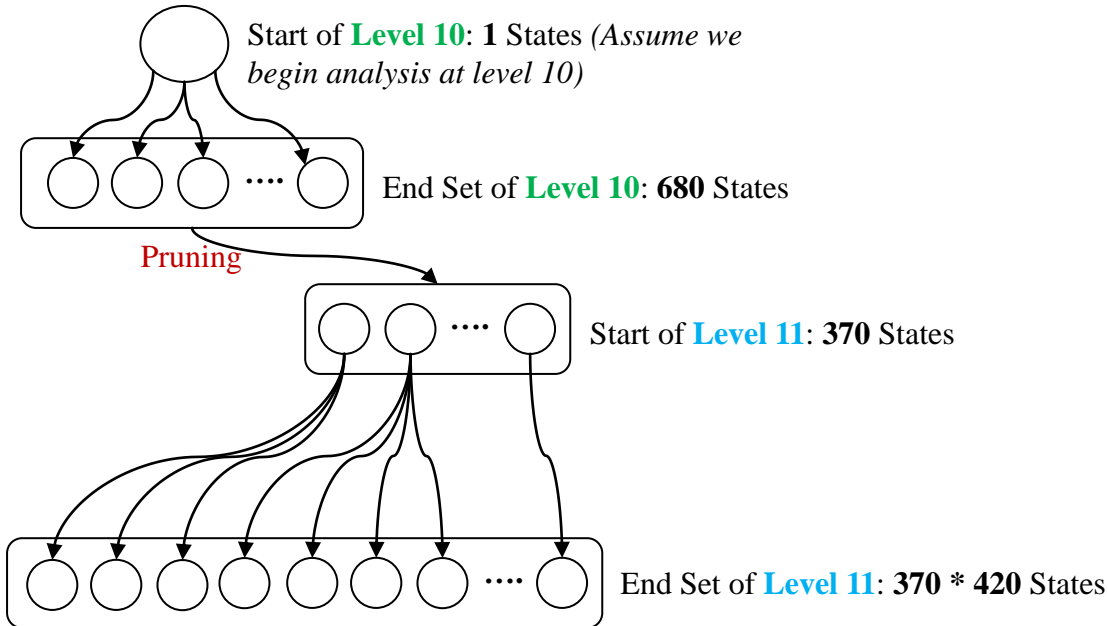 Start of Level 10: 1 States (Assume we
begin analysis at level 10)
....
End Set of Level 10: 680 States
Pruning
....
Start of Level 11: 370 States
....
End Set of Level 11: 370 * 420 States